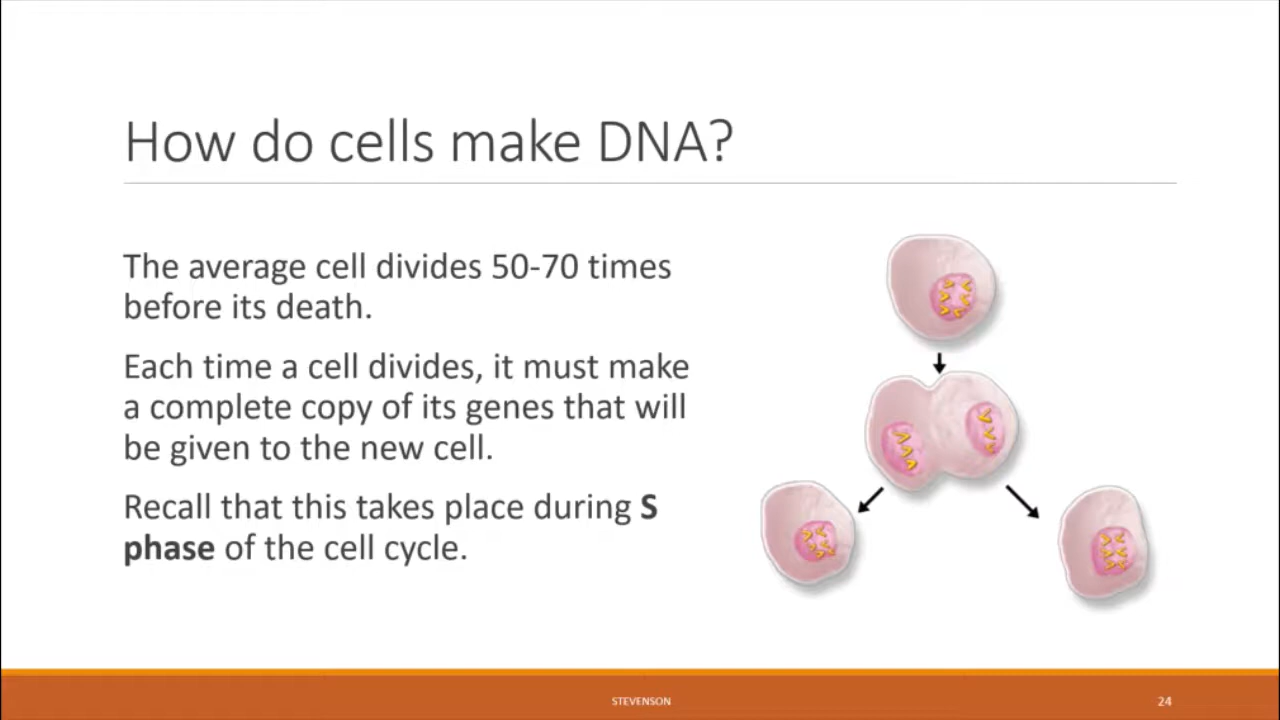 How do cells make DNA?
The average cell divides 50-70 times
before its death.
Each time a cell divides, it must make
a complete copy of its genes that will
be given to the new cell.
Recall that this takes place during S
phase of the cell cycle.
STEVENSON
24